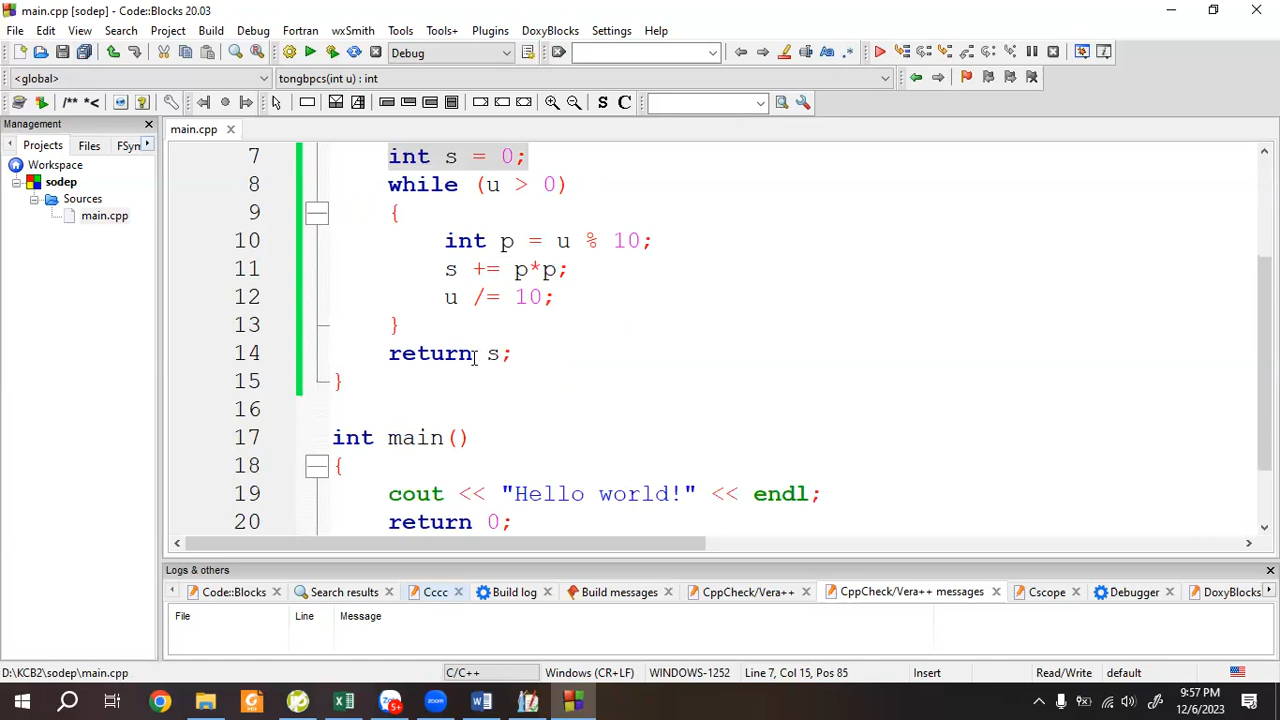 main.cpp [sodep] - Code::Blocks 20.03
File Edit View Search Project Build Debug Fortran wxSmith Tools Tools+ Plugins DoxyBlocks Settings Help
Debug
<global> tongbpcs(int u) : int
/** *< S C
Management
Projects Files FSym
Workspace
sodep
Sources
main.cpp
main.cpp
7 int s = 0;
8 while (u > 0)
9 {
10 int p = u % 10;
11 s += p*p;
12 u /= 10;
13 }
14 return s;
15 }
16
17 int main()
18 {
19 cout << "Hello world!" << endl;
20 return 0;
Logs & others
Code::Blocks Search results Cccc Build log Build messages CppCheck/Vera++ CppCheck/Vera++ messages Cscope Debugger DoxyBlocks
File Line Message
D:\KCB2\sodep\main.cpp C/C++ Windows (CR+LF) WINDOWS-1252 Line 7, Col 15, Pos 85 Insert Read/Write default
zoom
5+
9:57 PM
12/6/2023